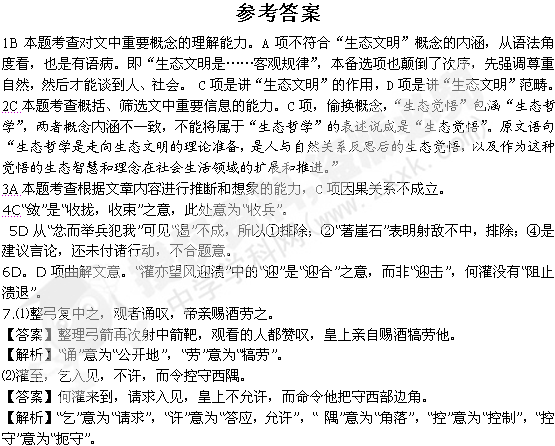 参考答案
1B 本题考查对文中重要概念的理解能力。A 项不符合“生态文明”概念的内涵，从语法角
度看，也是有语病。即“生态文明是……客观规律”，本备选项也颠倒了次序，先强调尊重
自然，然后才能谈到人、社会。 C 项是讲“生态文明”的作用，D 项是讲“生态文明”范畴。
2C 本题考查概括、筛选文中重要信息的能力。C 项，偷换概念，“生态觉悟”包涵“生态哲
学”，两者概念内涵不一致，不能将属于“生态哲学”的表述说成是“生态觉悟”。原文语句
“生态哲学是走向生态文明的理论准备，是人与自然关系反思后的生态觉悟，以及作为这种
觉悟的生态智慧和理念在社会生活领域的扩展和推进。”
3A 本题考查根据文章内容进行推断和想象的能力，C 项因果关系不成立。
4C“敛”是“收拢，收束”之意，此处意为“收兵”。
5D 从“忿而举兵犯我”可见“遏”不成，所以①排除；②“薯崖石”表明射敌不中，排除；④是
建议言论，还未付诸行动，不合题意。
6D。D 项曲解文意。“灌亦望风迎溃”中的“迎”是“迎合”之意，而非“迎击”，何灌没有“阻止
溃退”。
7.⑴整弓复中之，观者诵叹，帝亲赐酒劳之。
【答案】整理弓箭再次射中箭靶，观看的人都赞叹，皇上亲自赐酒犒劳他。
【解析】“诵”意为“公开地”，“劳”意为“犒劳”。
⑵灌至，乞入见，不许，而令控守西隅。
【答案】何灌来到，请求入见，皇上不允许，而命令他把守西部边角。
【解析】“乞”意为“请求”，“许”意为“答应，允许”，“ 隅”意为“角落”，“控”意为“控制”，“控
守”意为“扼守”。